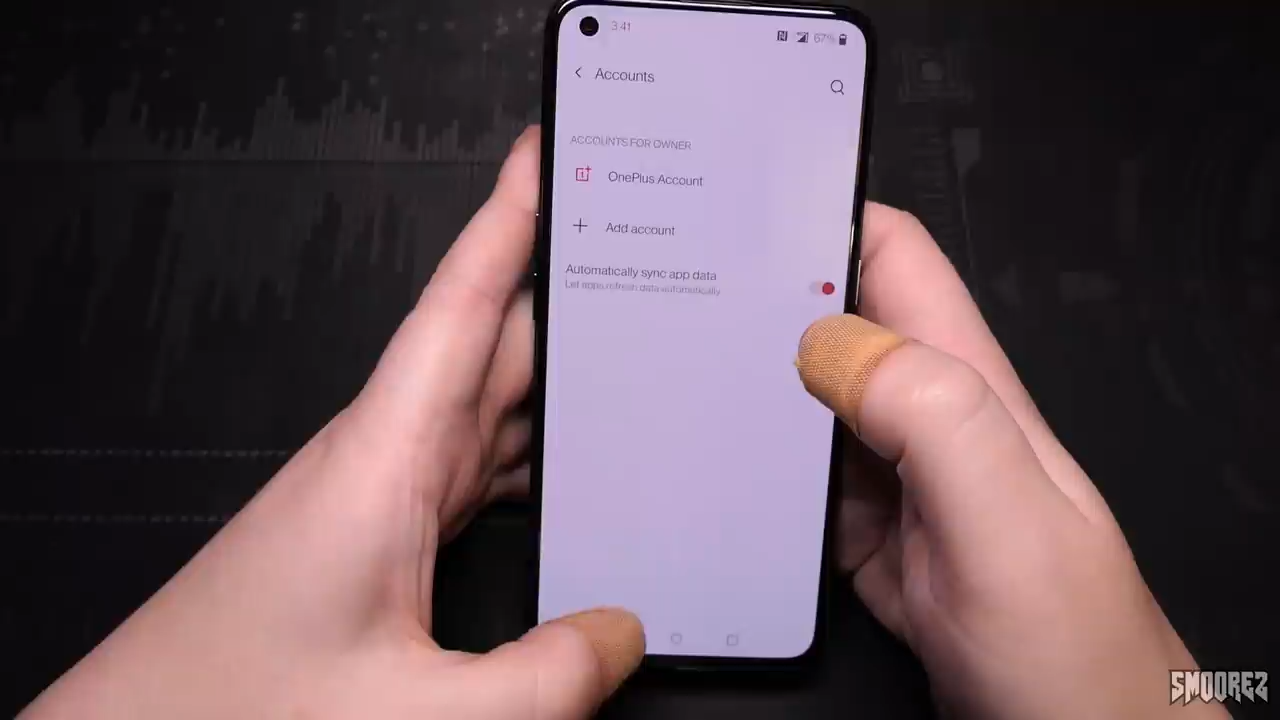 3:41
67%
Accounts
ACCOUNTS FOR OWNER
OnePlus Account
Add account
Automatically sync app data
Let apps refresh data automatically
SMOOREZ